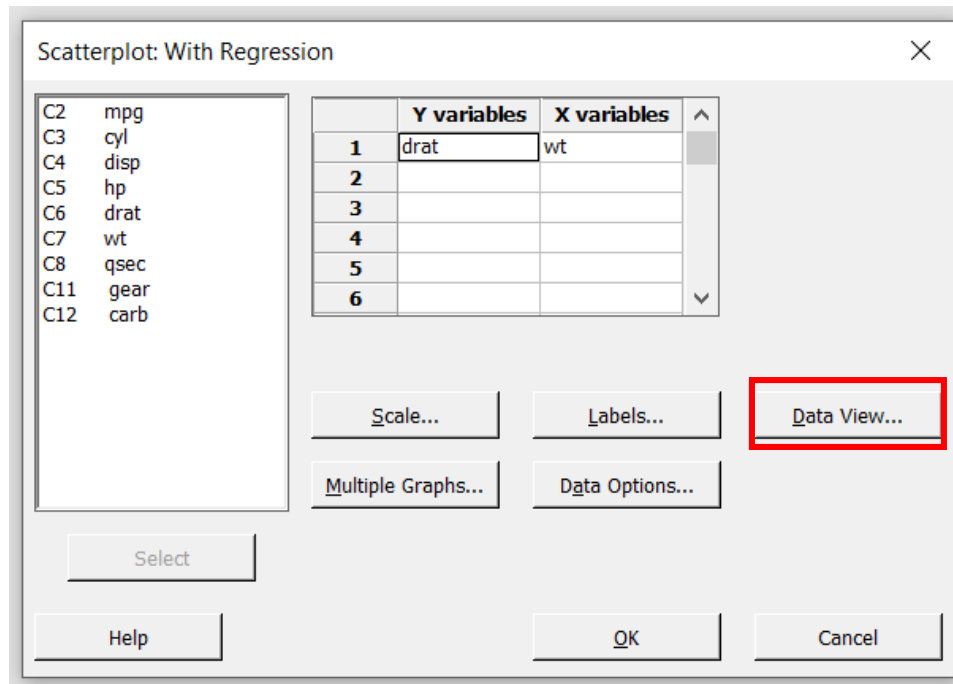 Scatterplot: With Regression
C2 mpg
C3 cyl
C4 disp
C5 hp
C6 drat
C7 wt
C8 qsec
C11 gear
C12 carb
Y variables X variables
1 drat wt
2
3
4
5
6
Scale... Labels... Data View...
Multiple Graphs... Data Options...
Select
Help OK Cancel